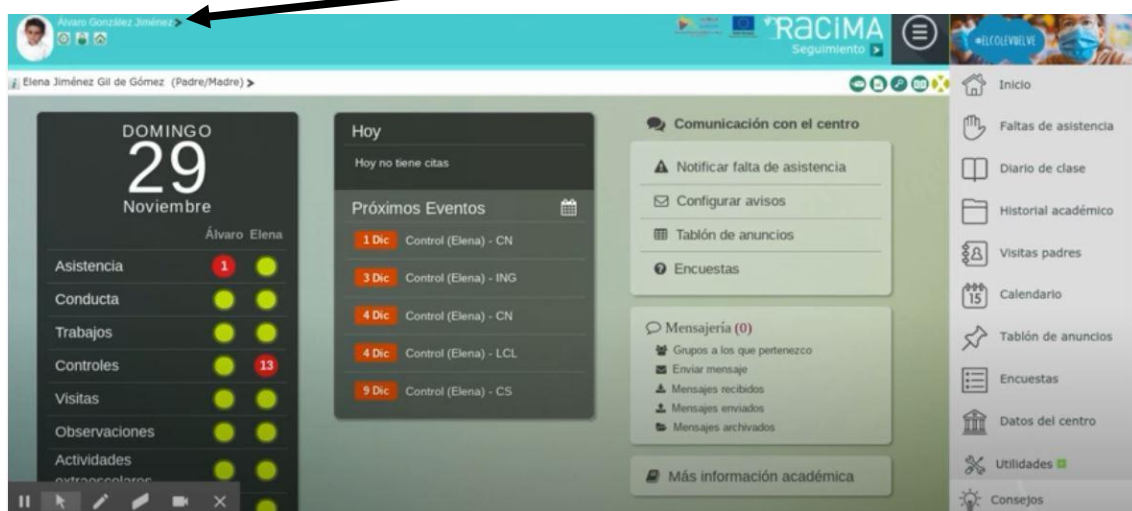 Álvaro González Jiménez
RACIMA
Seguimiento
#ELCOLEVUELVE
Elena Jiménez Gil de Gómez (Padre/Madre)
DOMINGO
29
Noviembre
Álvaro Elena
Asistencia 1
Conducta
Trabajos
Controles 13
Visitas
Observaciones
Actividades
extraescolares
Hoy
Hoy no tiene citas
Próximos Eventos
1 Dic Control (Elena) - CN
3 Dic Control (Elena) - ING
4 Dic Control (Elena) - CN
4 Dic Control (Elena) - LCL
9 Dic Control (Elena) - CS
Comunicación con el centro
Notificar falta de asistencia
Configurar avisos
Tablón de anuncios
Encuestas
Mensajería (0)
Grupos a los que pertenezco
Enviar mensaje
Mensajes recibidos
Mensajes enviados
Mensajes archivados
Más información académica
Inicio
Faltas de asistencia
Diario de clase
Historial académico
Visitas padres
15 Calendario
Tablón de anuncios
Encuestas
Datos del centro
Utilidades
Consejos